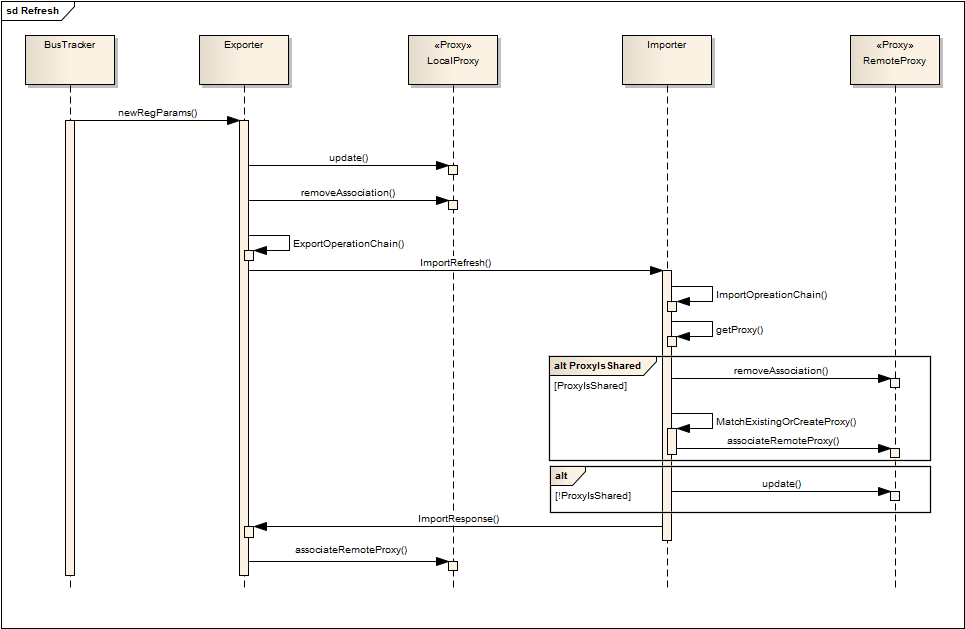 sd Refresh
BusTracker
Exporter
«Proxy»
LocalProxy
Importer
«Proxy»
RemoteProxy
newRegParams()
update()
removeAssociation()
ExportOperationChain()
ImportRefresh()
ImportOpreationChain()
getProxy()
alt ProxyIsShared
[ProxyIsShared]
removeAssociation()
MatchExistingOrCreateProxy()
associateRemoteProxy()
alt
[!ProxyIsShared]
update()
ImportResponse()
associateRemoteProxy()